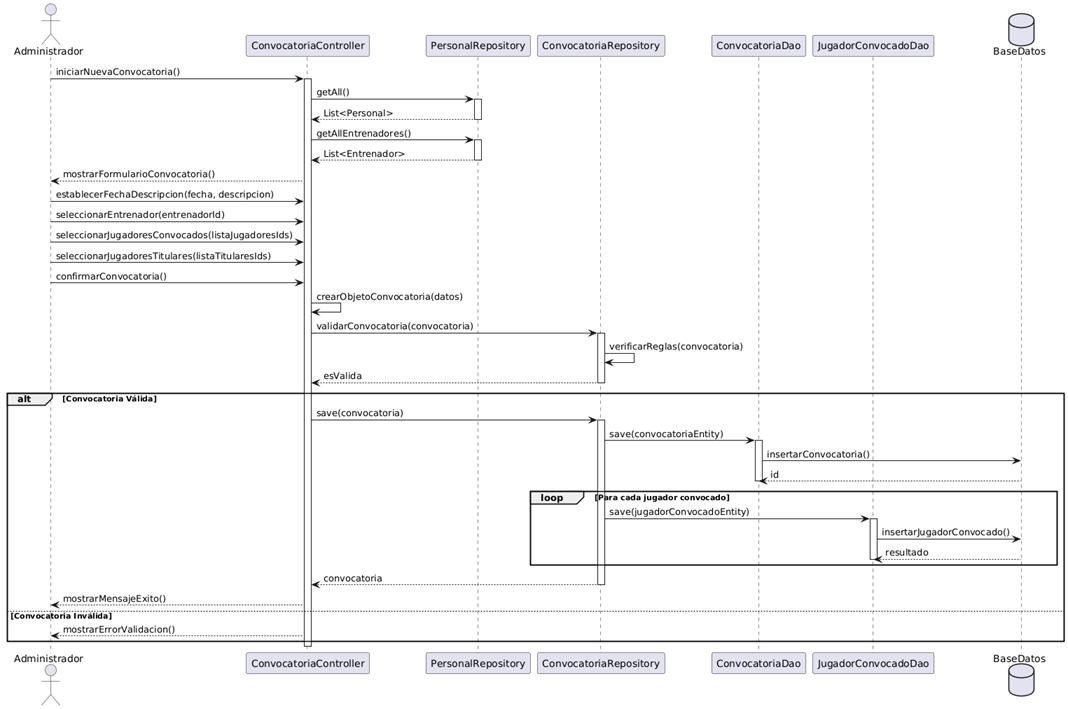 Administrador
ConvocatoriaController
PersonalRepository
ConvocatoriaRepository
ConvocatoriaDao
JugadorConvocadoDao
BaseDatos
iniciarNuevaConvocatoria()
getAll()
List<Personal>
getAllEntrenadores()
List<Entrenador>
mostrarFormularioConvocatoria()
establecerFechaDescripcion(fecha, descripcion)
seleccionarEntrenador(entrenadorId)
seleccionarJugadoresConvocados(listaJugadoresIds)
seleccionarJugadoresTitulares(listaTitularesIds)
confirmarConvocatoria()
crearObjetoConvocatoria(datos)
validarConvocatoria(convocatoria)
verificarReglas(convocatoria)
esValida
alt [Convocatoria Válida]
save(convocatoria)
save(convocatoriaEntity)
insertarConvocatoria()
id
loop [Para cada jugador convocado]
save(jugadorConvocadoEntity)
insertarJugadorConvocado()
resultado
convocatoria
mostrarMensajeExito()
[Convocatoria Inválida]
mostrarErrorValidacion()
Administrador
ConvocatoriaController
PersonalRepository
ConvocatoriaRepository
ConvocatoriaDao
JugadorConvocadoDao
BaseDatos